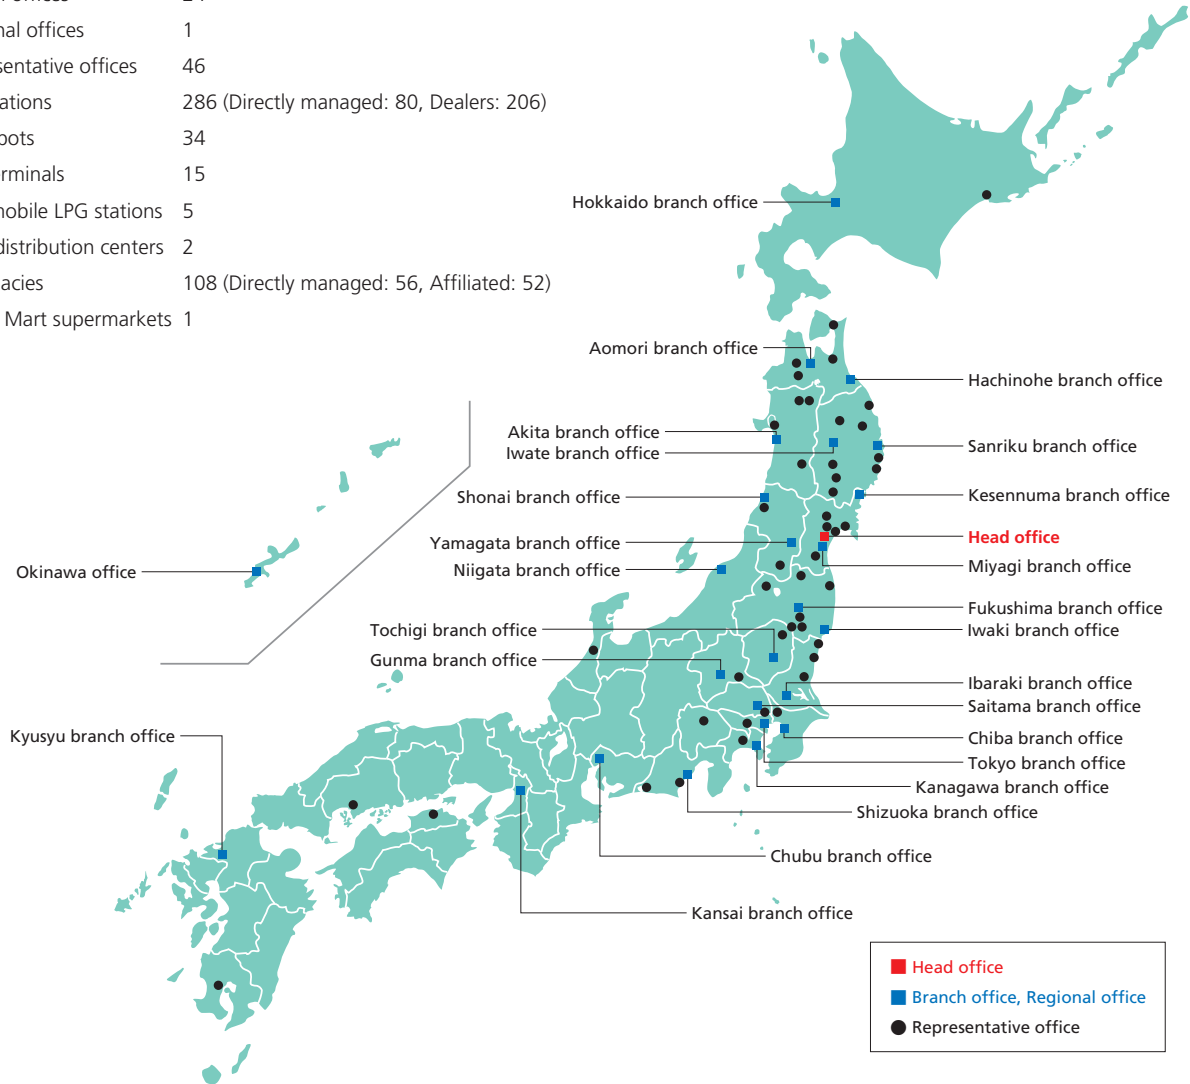 offices 24
nal offices 1
sentative offices 46
ations 286 (Directly managed: 80, Dealers: 206)
pots 34
erminals 15
nobile LPG stations 5
distribution centers 2
acies 108 (Directly managed: 56, Affiliated: 52)
Mart supermarkets 1
Hokkaido branch office
Aomori branch office
Hachinohe branch office
Akita branch office
Iwate branch office
Sanriku branch office
Shonai branch office
Kesennuma branch office
Head office
Yamagata branch office
Miyagi branch office
Niigata branch office
Okinawa office
Fukushima branch office
Tochigi branch office
Iwaki branch office
Gunma branch office
Ibaraki branch office
Saitama branch office
Kyusyu branch office
Chiba branch office
Tokyo branch office
Kanagawa branch office
Shizuoka branch office
Chubu branch office
Kansai branch office
Head office
Branch office, Regional office
Representative office